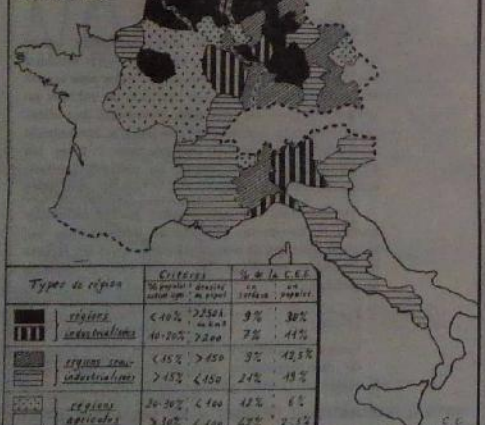 Types de région
Critères
% de la C.E.E.
% populat. active agri.
densité de popul.
en surface
en populat.
régions industrialisées
<10% >250 h. au km2 9% 30%
10-20% >200 7% 11%
régions semi-industrialisées
<15% >150 9% 12,5%
>15% <150 21% 19%
régions agricoles
20-30% <100 12% 6%
>30%